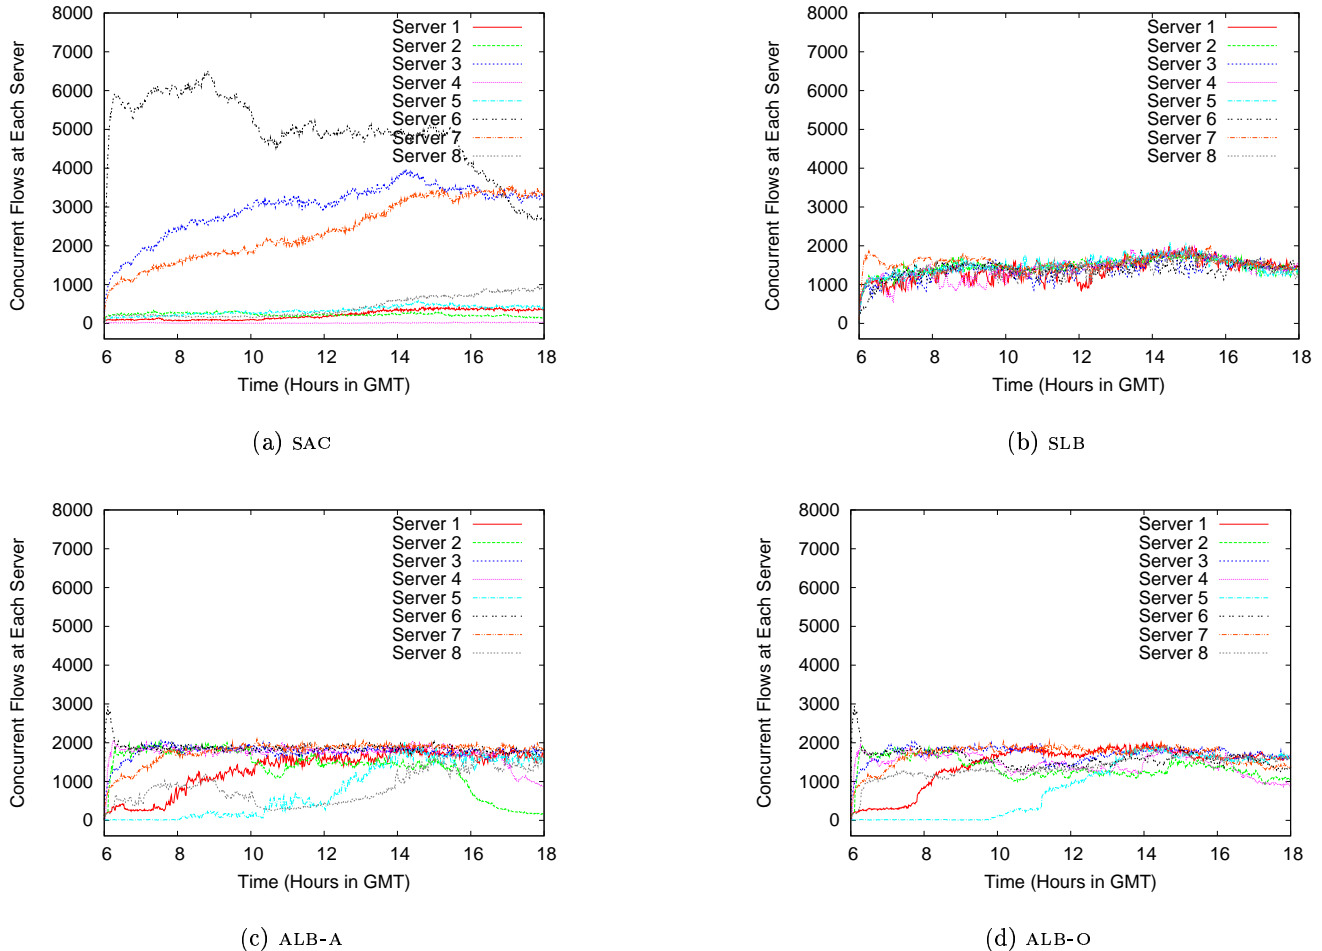 8000
7000
6000
5000
4000
3000
2000
1000
0
6 8 10 12 14 16 18
Concurrent Flows at Each Server
Time (Hours in GMT)
Server 1
Server 2
Server 3
Server 4
Server 5
Server 6
Server 7
Server 8
(a) SAC
8000
7000
6000
5000
4000
3000
2000
1000
0
6 8 10 12 14 16 18
Concurrent Flows at Each Server
Time (Hours in GMT)
Server 1
Server 2
Server 3
Server 4
Server 5
Server 6
Server 7
Server 8
(b) SLB
8000
7000
6000
5000
4000
3000
2000
1000
0
6 8 10 12 14 16 18
Concurrent Flows at Each Server
Time (Hours in GMT)
Server 1
Server 2
Server 3
Server 4
Server 5
Server 6
Server 7
Server 8
(c) ALB-A
8000
7000
6000
5000
4000
3000
2000
1000
0
6 8 10 12 14 16 18
Concurrent Flows at Each Server
Time (Hours in GMT)
Server 1
Server 2
Server 3
Server 4
Server 5
Server 6
Server 7
Server 8
(d) ALB-O